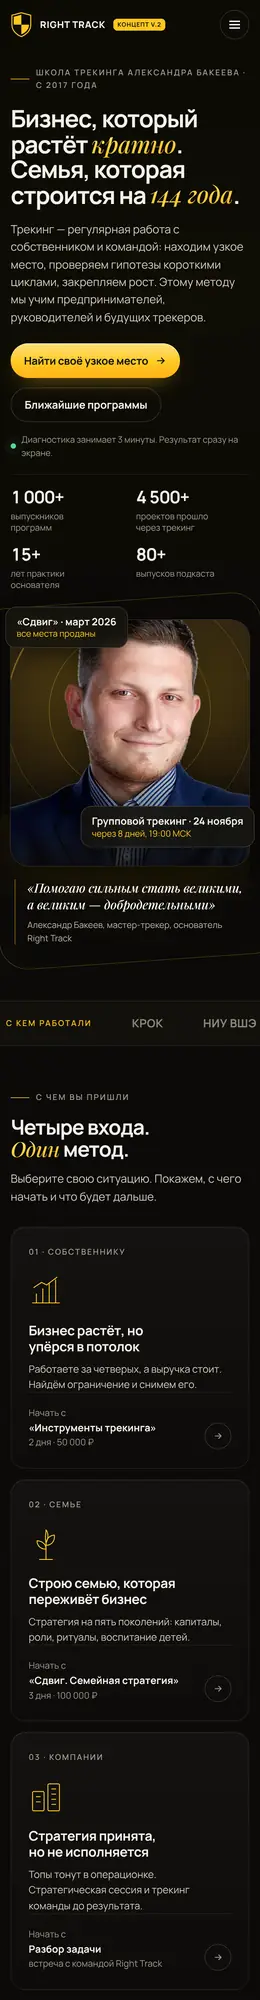 RIGHT TRACK КОНЦЕПТ V.2
ШКОЛА ТРЕКИНГА АЛЕКСАНДРА БАКЕЕВА ·
С 2017 ГОДА
Бизнес, который
растёт кратно.
Семья, которая
строится на 144 года.
Трекинг — регулярная работа с
собственником и командой: находим узкое
место, проверяем гипотезы короткими
циклами, закрепляем рост. Этому методу
мы учим предпринимателей,
руководителей и будущих трекеров.
Найти своё узкое место →
Ближайшие программы
Диагностика занимает 3 минуты. Результат сразу на
экране.
1 000+
выпускников
программ
4 500+
проектов прошло
через трекинг
15+
лет практики
основателя
80+
выпусков подкаста
«Сдвиг» · март 2026
все места проданы
Групповой трекинг · 24 ноября
через 8 дней, 19:00 МСК
«Помогаю сильным стать великими,
а великим — добродетельными»
Александр Бакеев, мастер-трекер, основатель
Right Track
С КЕМ РАБОТАЛИ КРОК НИУ ВШЭ
С ЧЕМ ВЫ ПРИШЛИ
Четыре входа.
Один метод.
Выберите свою ситуацию. Покажем, с чего
начать и что будет дальше.
01 · СОБСТВЕННИКУ
Бизнес растёт, но
упёрся в потолок
Работаете за четверых, а выручка стоит.
Найдём ограничение и снимем его.
Начать с
«Инструменты трекинга»
2 дня · 50 000 ₽
→
02 · СЕМЬЕ
Строю семью, которая
переживёт бизнес
Стратегия на пять поколений: капиталы,
роли, ритуалы, воспитание детей.
Начать с
«Сдвиг. Семейная стратегия»
3 дня · 100 000 ₽
→
03 · КОМПАНИИ
Стратегия принята,
но не исполняется
Топы тонут в операционке.
Стратегическая сессия и трекинг
команды до результата.
Начать с
Разбор задачи
встреча с командой Right Track
→